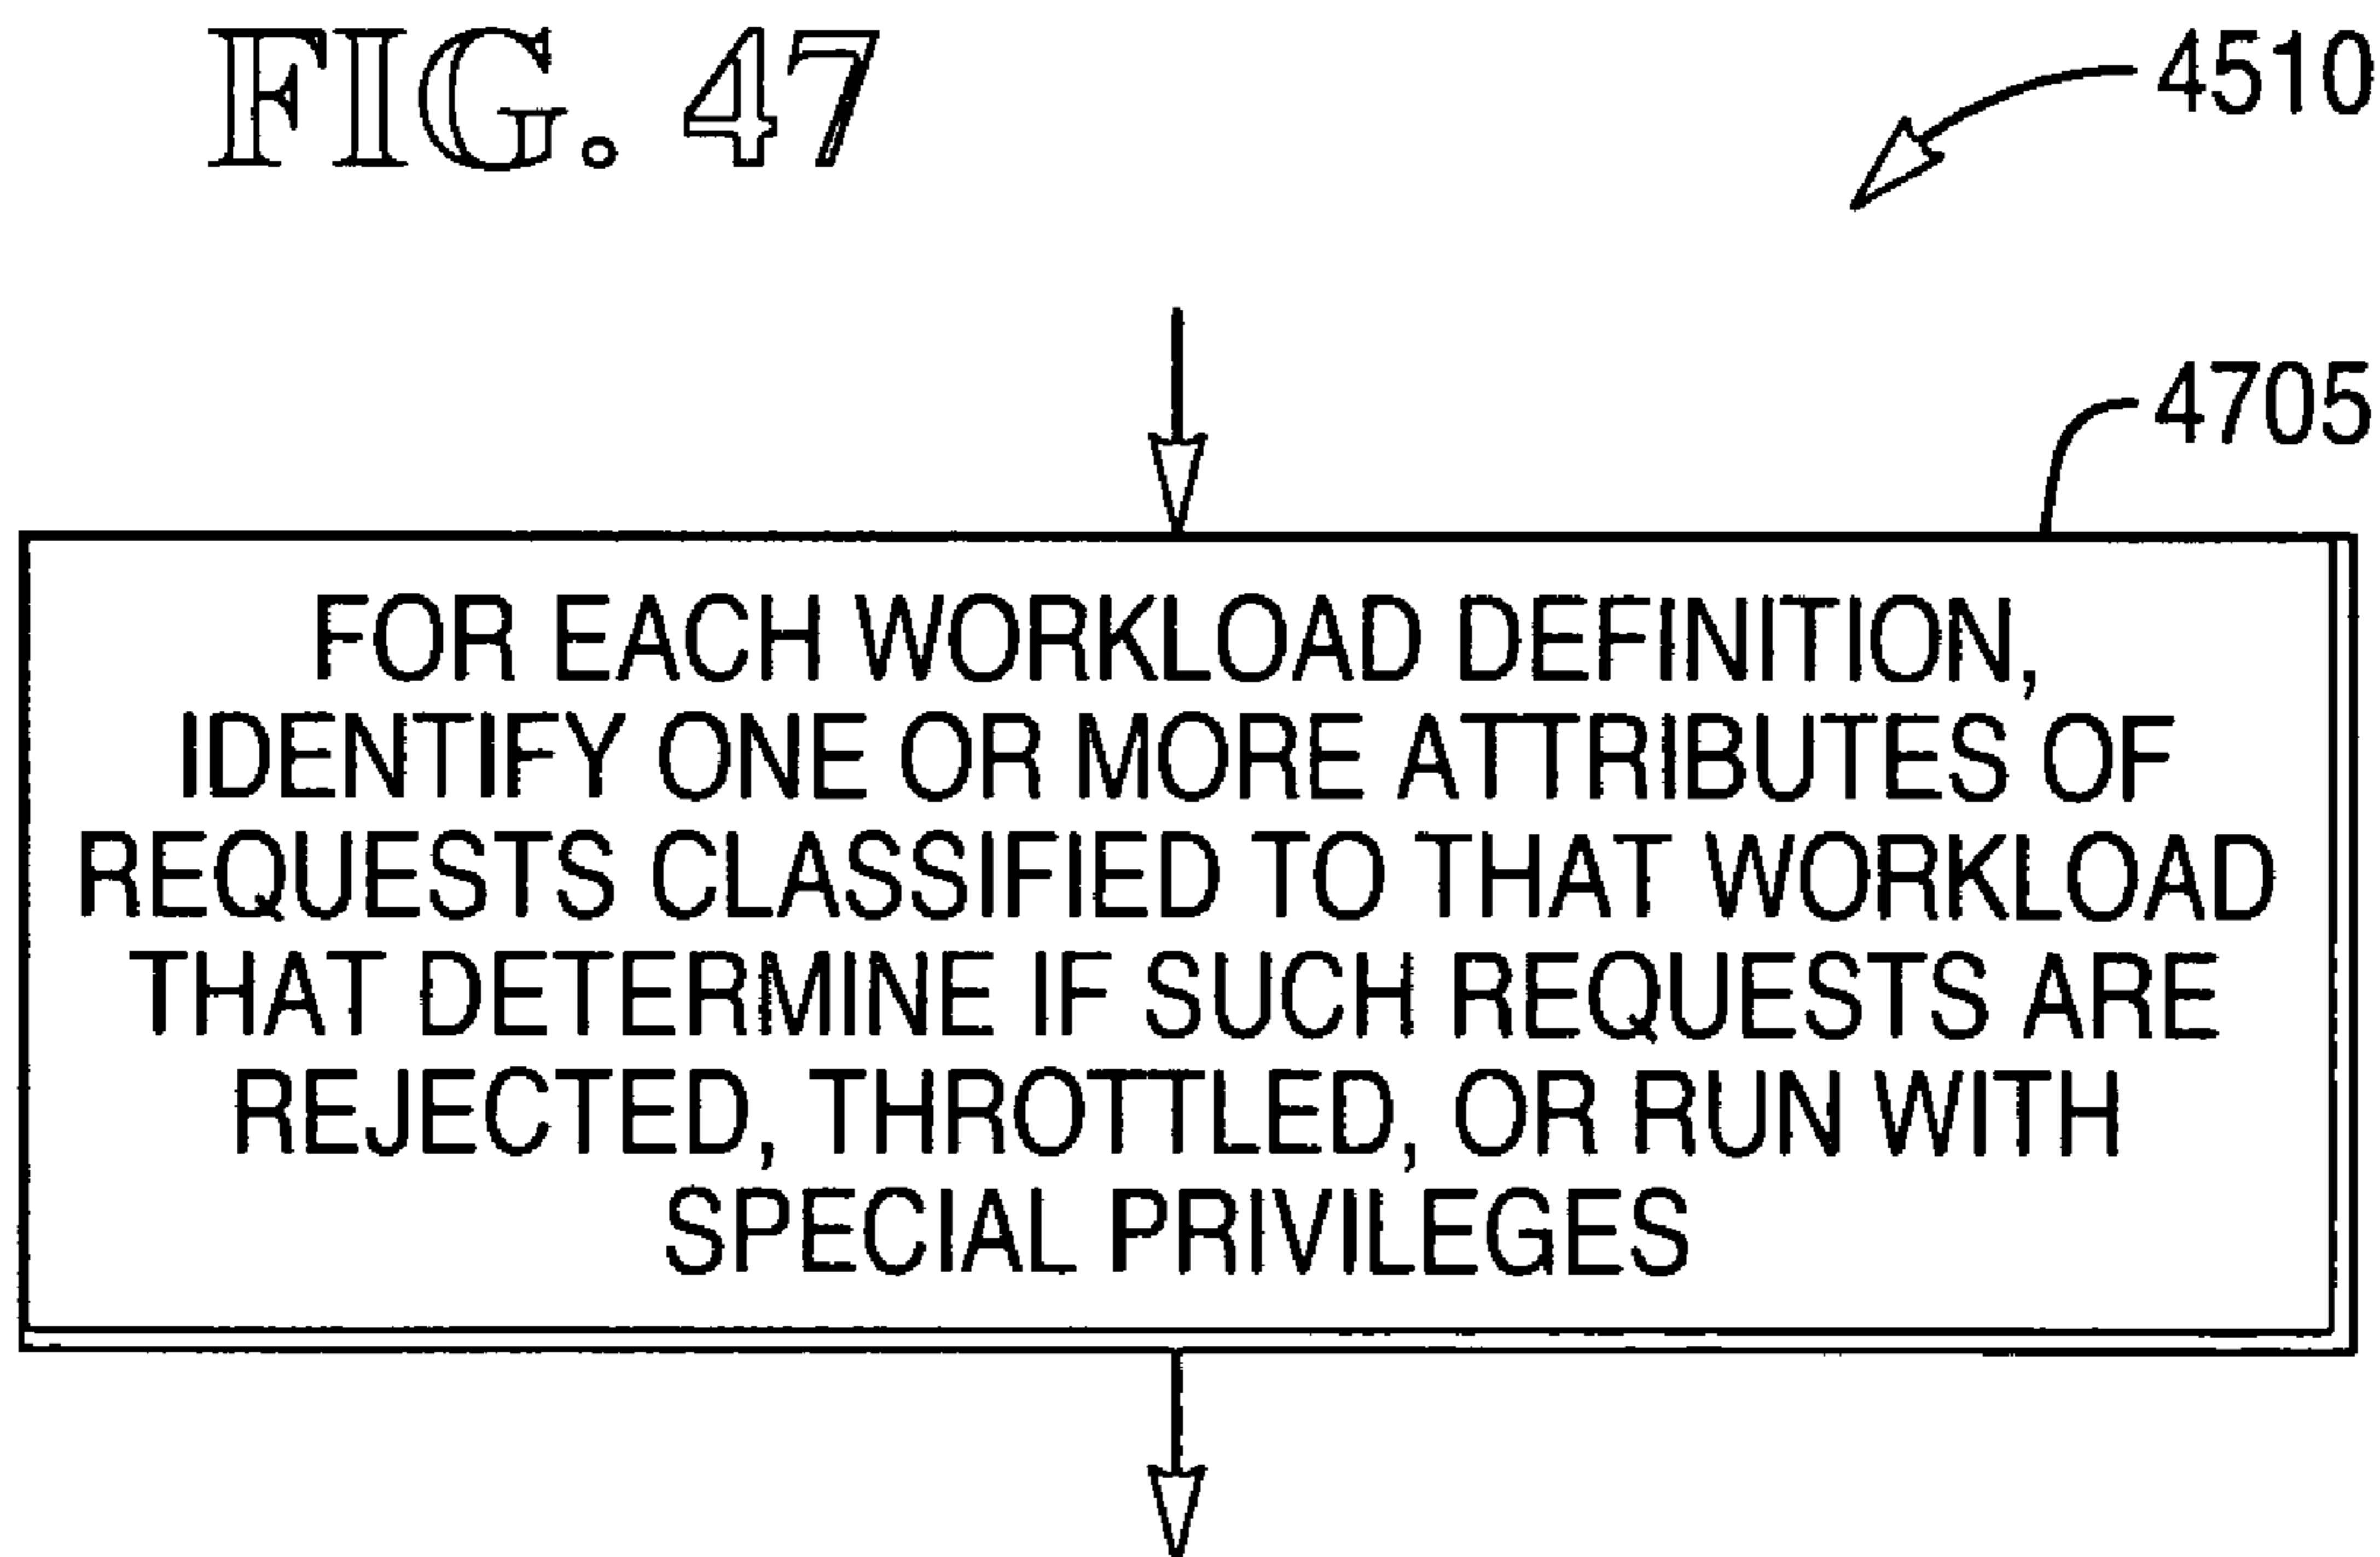 FIG. 47
4510
4705
FOR EACH WORKLOAD DEFINITION,
IDENTIFY ONE OR MORE ATTRIBUTES OF
REQUESTS CLASSIFIED TO THAT WORKLOAD
THAT DETERMINE IF SUCH REQUESTS ARE
REJECTED, THROTTLED, OR RUN WITH
SPECIAL PRIVILEGES